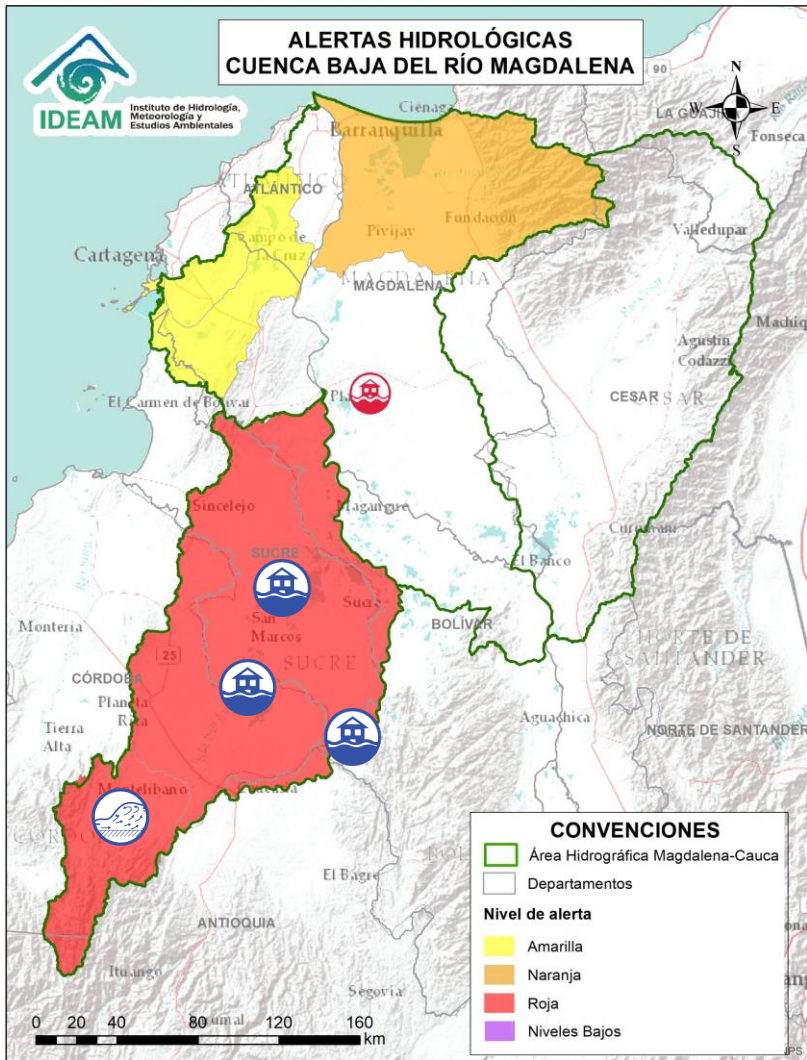 ALERTAS HIDROLÓGICAS
CUENCA BAJA DEL RÍO MAGDALENA
IDEAM
Instituto de Hidrología,
Meteorología y
Estudios Ambientales
N
W
E
S
90
Ciénaga
LA GUAJIRA
Barranquilla
Fonseca
ATLÁNTICO
Cartagena
Campo de
la Cruz
Pivijay
Fundación
Valledupar
MAGDALENA
MAGDALENA
Agustín
Codazzi
El Carmen de Bolívar
CESAR
CESAR
Sincelejo
Magangué
SUCRE
El Banco
Sucre
San
Marcos
BOLÍVAR
Montería
SUCRE
NORTE DE
SANTANDER
25
CÓRDOBA
Planeta
Rica
Tierra
Alta
Aguachica
NORTE DE SANTANDER
Montelíbano
El Bagre
ANTIOQUIA
Ituango
Segovia
CONVENCIONES
Área Hidrográfica Magdalena-Cauca
Departamentos
Nivel de alerta
Amarilla
Naranja
Roja
Niveles Bajos
0 20 40 80 120 160
km